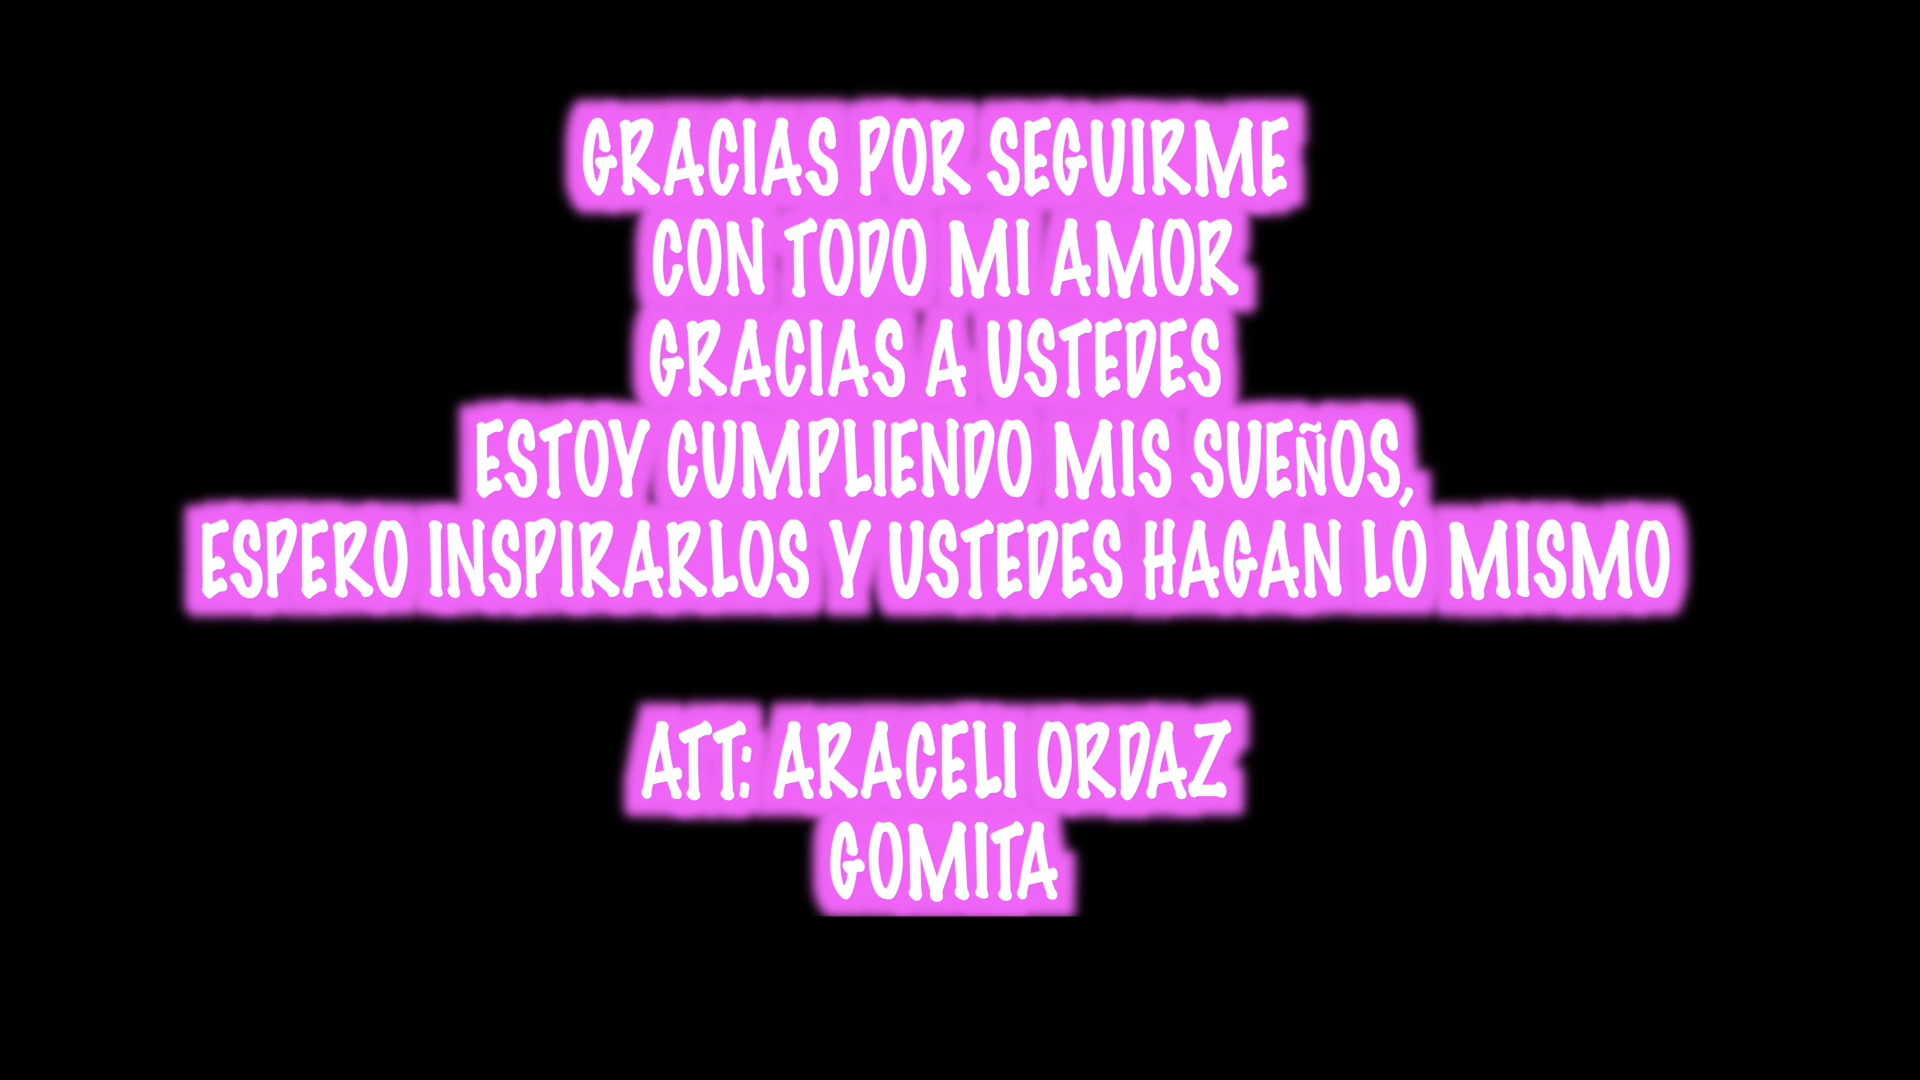 GRACIAS POR SEGUIRME
CON TODO MI AMOR
GRACIAS A USTEDES
ESTOY CUMPLIENDO MIS SUEÑOS,
ESPERO INSPIRARLOS Y USTEDES HAGAN LO MISMO
ATT: ARACELI ORDAZ
GOMITA